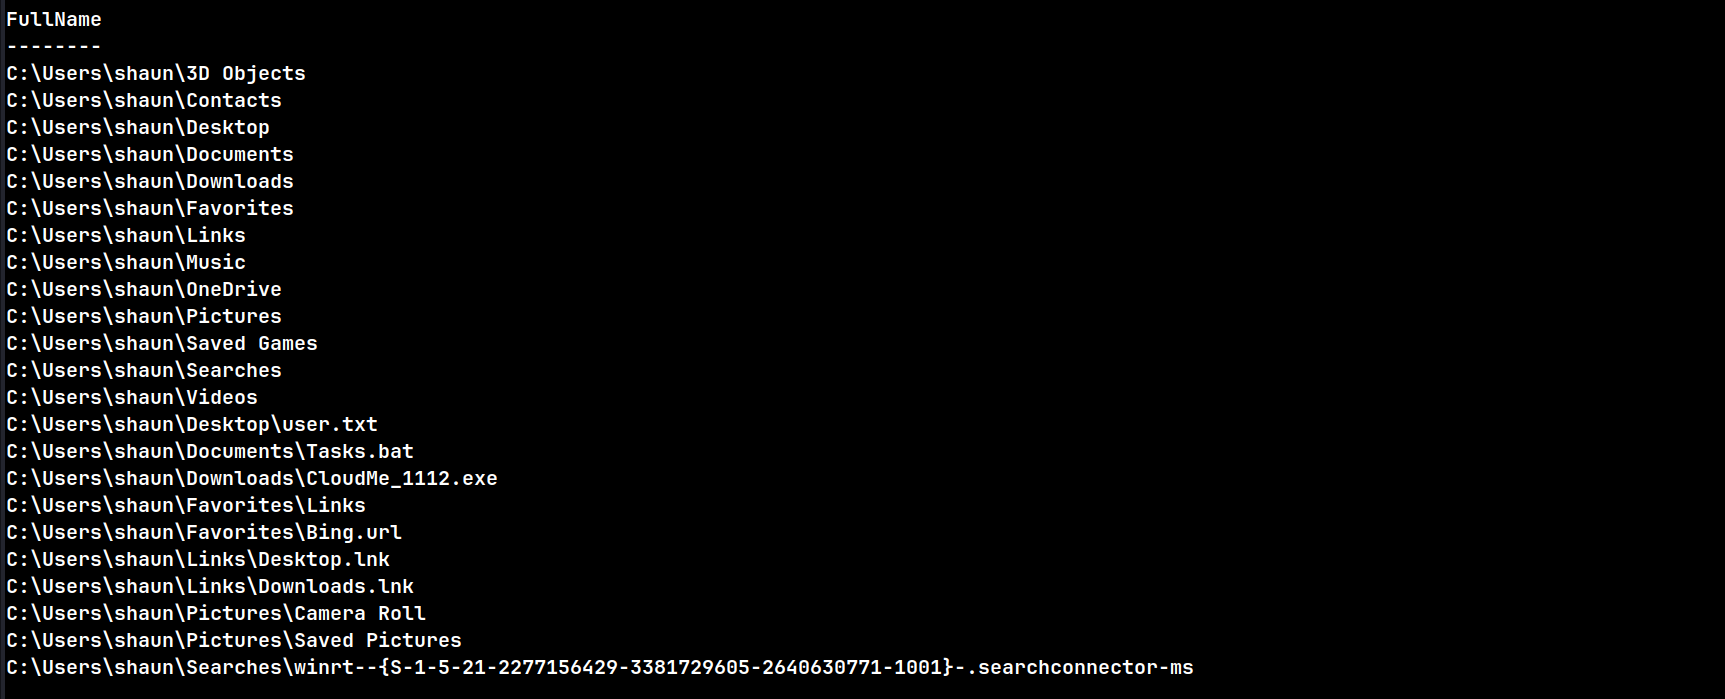 FullName
--------
C:\Users\shaun\3D Objects
C:\Users\shaun\Contacts
C:\Users\shaun\Desktop
C:\Users\shaun\Documents
C:\Users\shaun\Downloads
C:\Users\shaun\Favorites
C:\Users\shaun\Links
C:\Users\shaun\Music
C:\Users\shaun\OneDrive
C:\Users\shaun\Pictures
C:\Users\shaun\Saved Games
C:\Users\shaun\Searches
C:\Users\shaun\Videos
C:\Users\shaun\Desktop\user.txt
C:\Users\shaun\Documents\Tasks.bat
C:\Users\shaun\Downloads\CloudMe_1112.exe
C:\Users\shaun\Favorites\Links
C:\Users\shaun\Favorites\Bing.url
C:\Users\shaun\Links\Desktop.lnk
C:\Users\shaun\Links\Downloads.lnk
C:\Users\shaun\Pictures\Camera Roll
C:\Users\shaun\Pictures\Saved Pictures
C:\Users\shaun\Searches\winrt--{S-1-5-21-2277156429-3381729605-2640630771-1001}-.searchconnector-ms